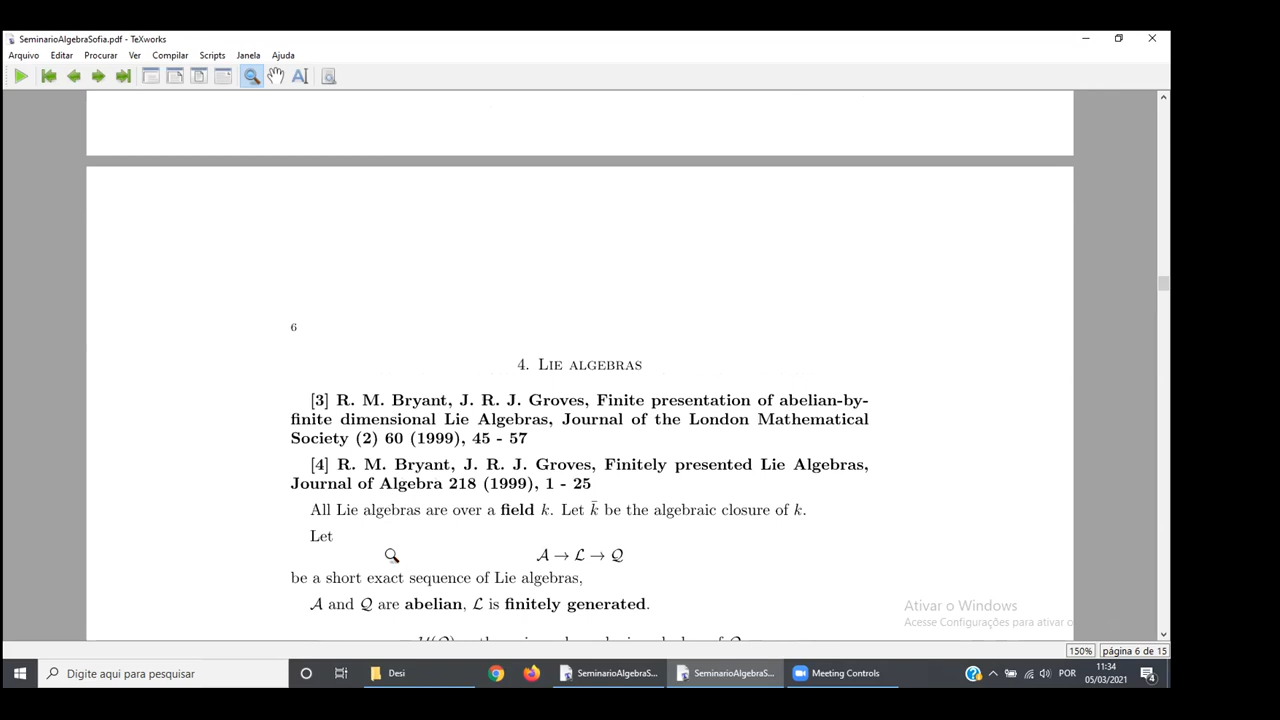 SeminarioAlgebraSofia.pdf - TeXworks
Arquivo Editar Procurar Ver Compilar Scripts Janela Ajuda
6
4. Lie algebras
[3] R. M. Bryant, J. R. J. Groves, Finite presentation of abelian-by-
finite dimensional Lie Algebras, Journal of the London Mathematical
Society (2) 60 (1999), 45 - 57
[4] R. M. Bryant, J. R. J. Groves, Finitely presented Lie Algebras,
Journal of Algebra 218 (1999), 1 - 25
All Lie algebras are over a field k. Let k̄ be the algebraic closure of k.
Let
𝒜 → ℒ → 𝒬
be a short exact sequence of Lie algebras,
𝒜 and 𝒬 are abelian, ℒ is finitely generated.
Ativar o Windows
Acesse Configurações para ativar o
150% página 6 de 15
Digite aqui para pesquisar
Desi
SeminarioAlgebraS...
SeminarioAlgebraS...
Meeting Controls
POR
11:34
05/03/2021
4